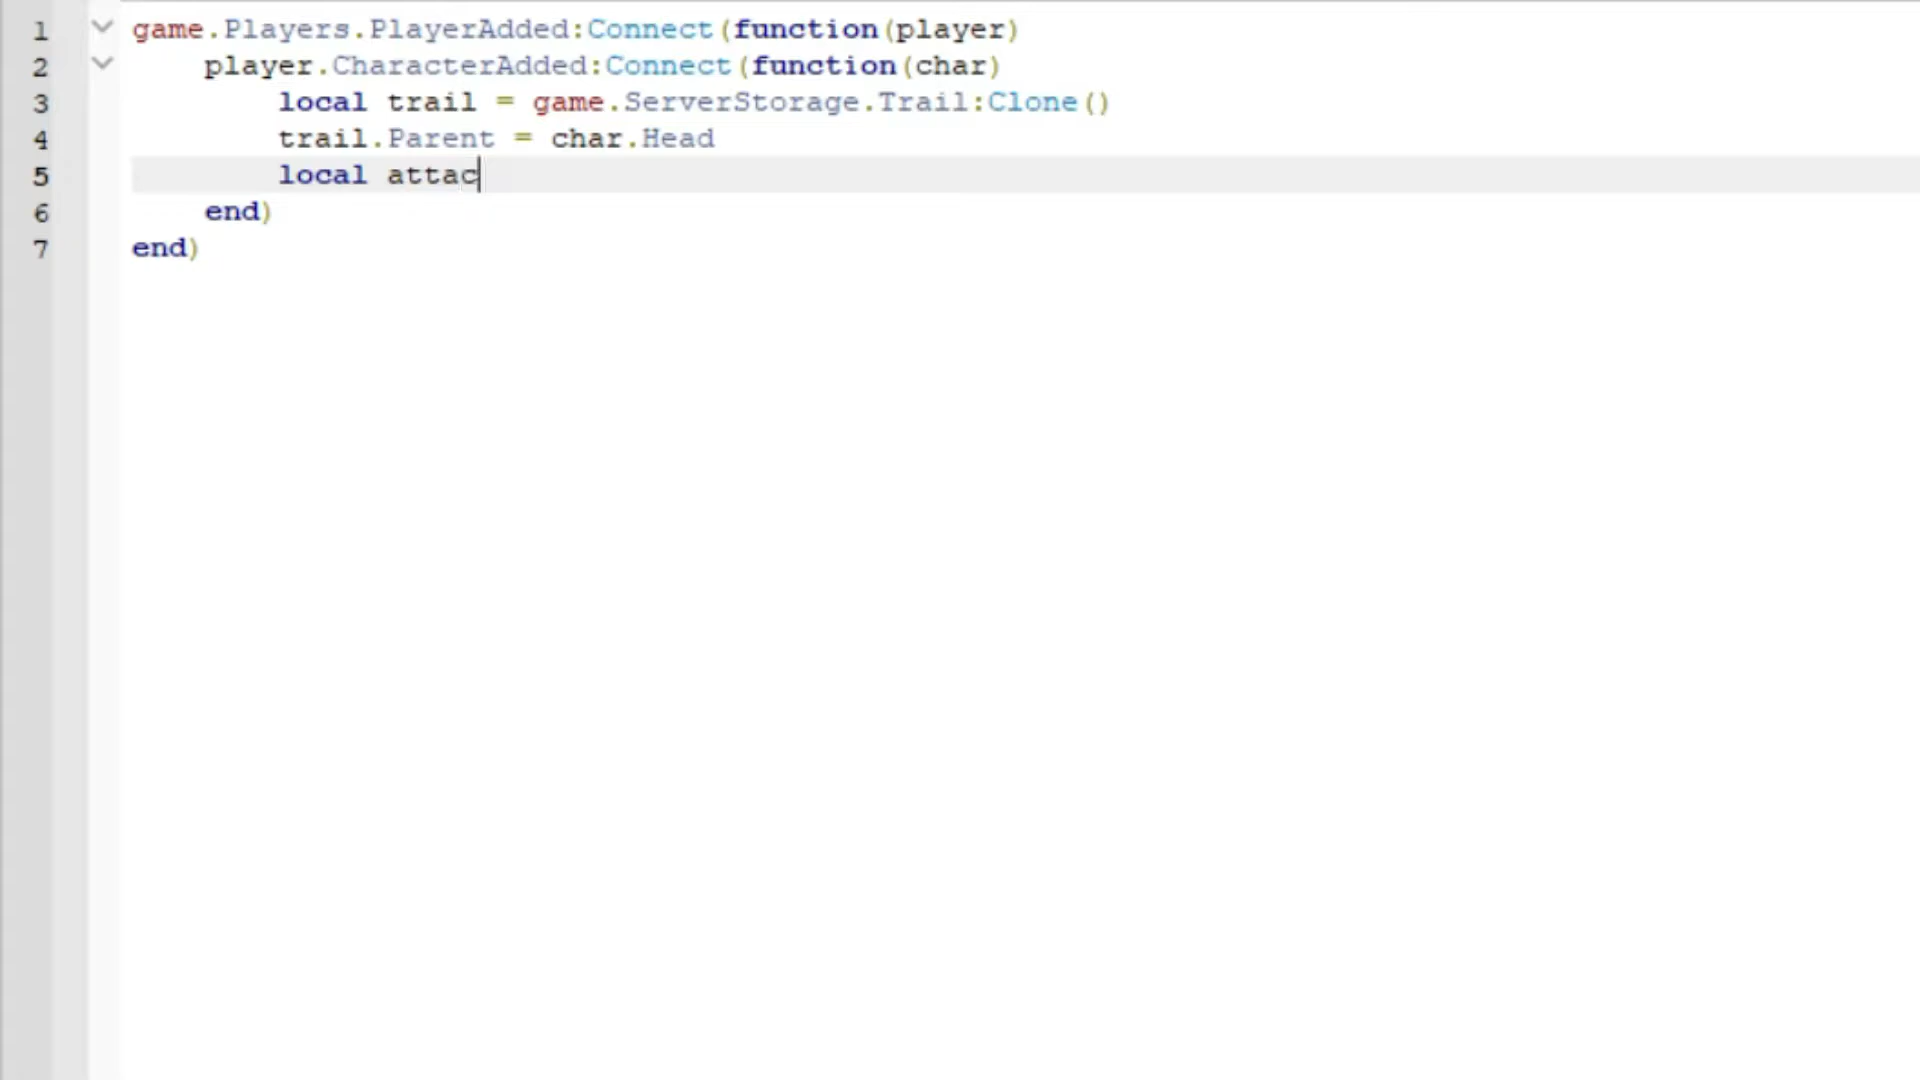 1 game.Players.PlayerAdded:Connect(function(player)
2 player.CharacterAdded:Connect(function(char)
3 local trail = game.ServerStorage.Trail:Clone()
4 trail.Parent = char.Head
5 local attac
6 end)
7 end)